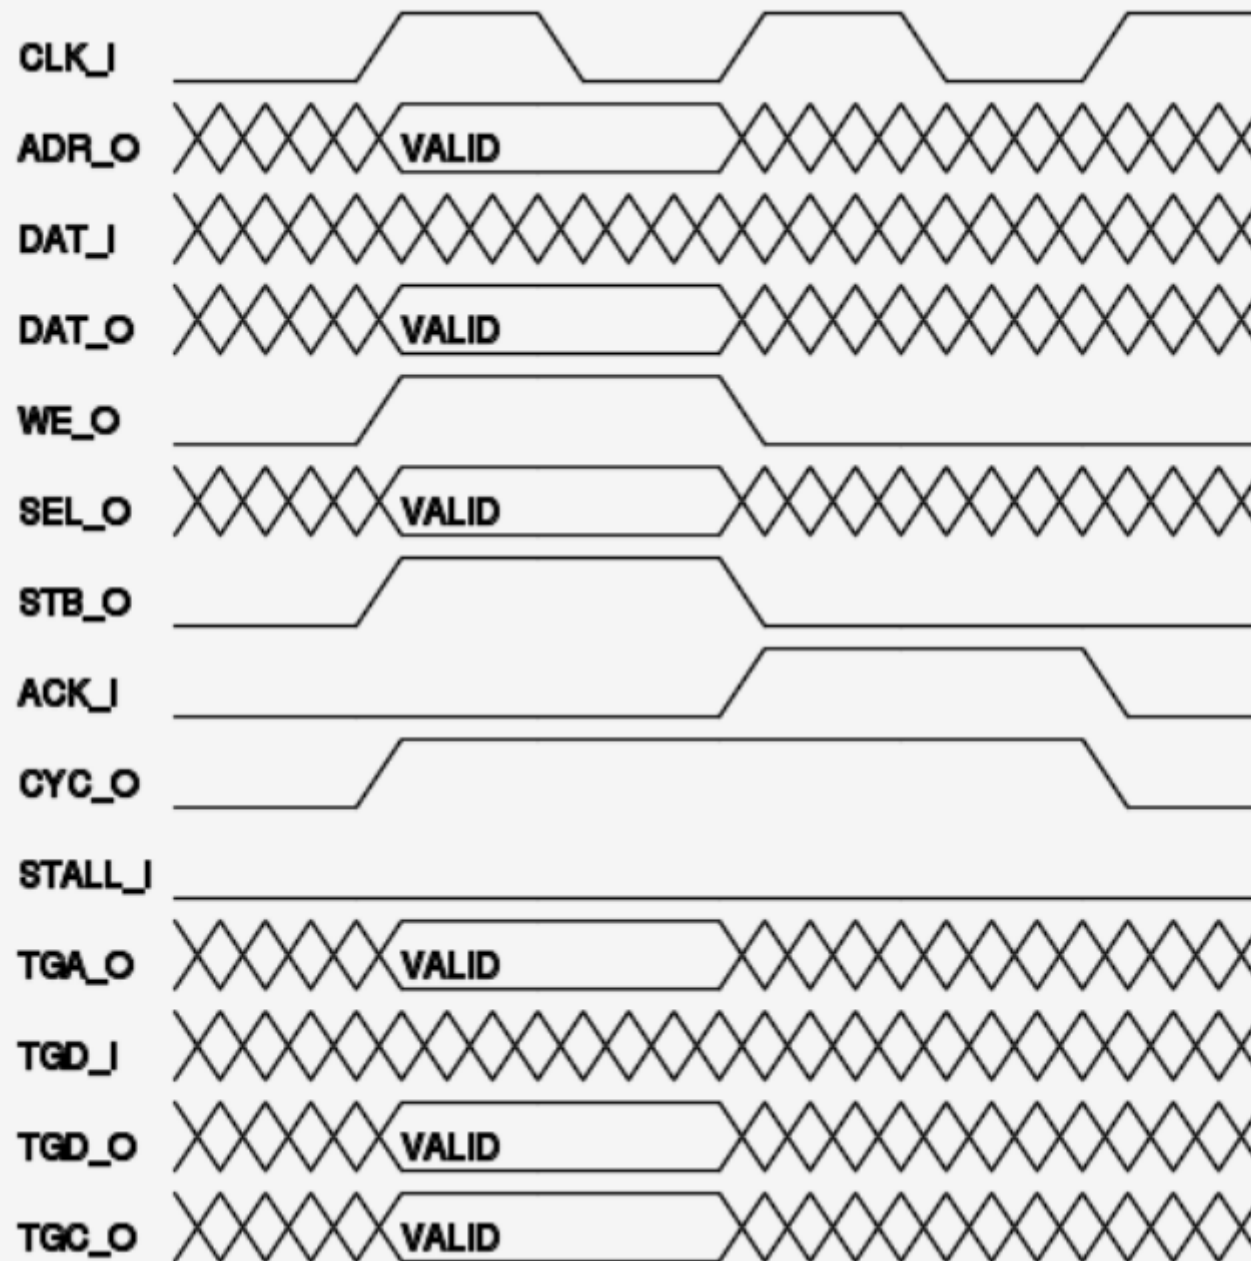 CLK_I
ADR_O VALID
DAT_I
DAT_O VALID
WE_O
SEL_O VALID
STB_O
ACK_I
CYC_O
STALL_I
TGA_O VALID
TGD_I
TGD_O VALID
TGC_O VALID